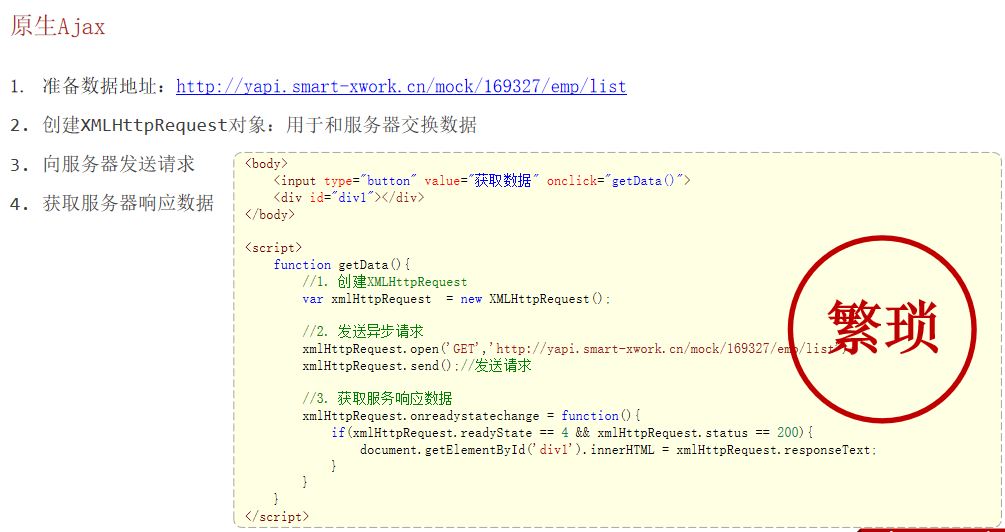 原生Ajax
1. 准备数据地址：http://yapi.smart-xwork.cn/mock/169327/emp/list
2. 创建XMLHttpRequest对象：用于和服务器交换数据
3. 向服务器发送请求
4. 获取服务器响应数据
<body>
<input type="button" value="获取数据" onclick="getData()">
<div id="div1"></div>
</body>
<script>
function getData(){
//1. 创建XMLHttpRequest
var xmlHttpRequest = new XMLHttpRequest();
//2. 发送异步请求
xmlHttpRequest.open('GET','http://yapi.smart-xwork.cn/mock/169327/emp/list');
xmlHttpRequest.send();//发送请求
//3. 获取服务响应数据
xmlHttpRequest.onreadystatechange = function(){
if(xmlHttpRequest.readyState == 4 && xmlHttpRequest.status == 200){
document.getElementById('div1').innerHTML = xmlHttpRequest.responseText;
}
}
}
</script>
繁琐